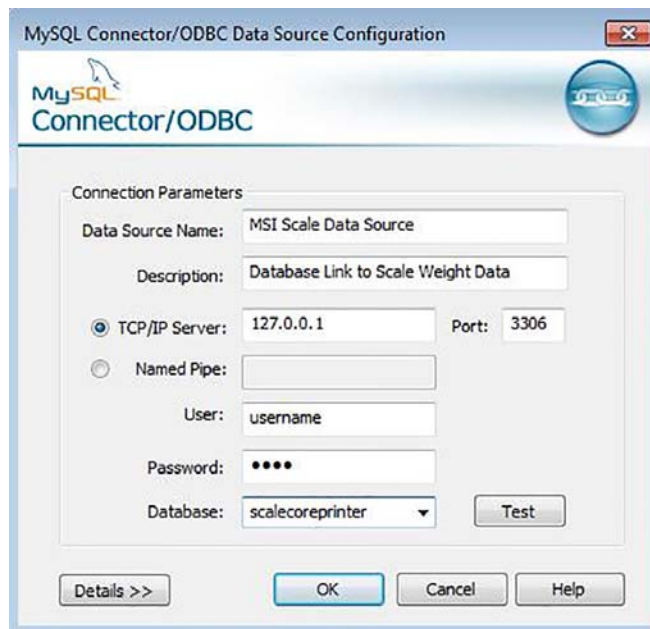 MySQL Connector/ODBC Data Source Configuration
MySQL
Connector/ODBC
Connection Parameters
Data Source Name: MSI Scale Data Source
Description: Database Link to Scale Weight Data
TCP/IP Server: 127.0.0.1 Port: 3306
Named Pipe:
User: username
Password: ••••
Database: scalecoreprinter Test
Details >> OK Cancel Help